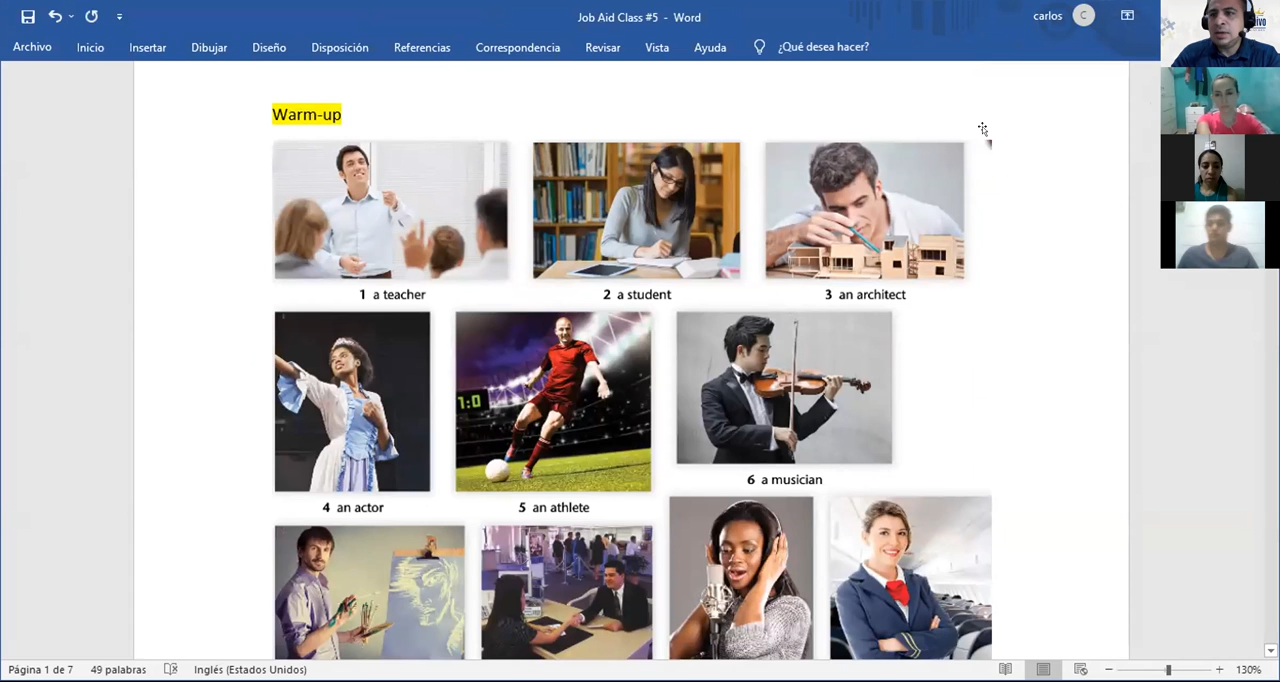 Job Aid Class #5 - Word
carlos
C
Archivo Inicio Insertar Dibujar Diseño Disposición Referencias Correspondencia Revisar Vista Ayuda ¿Qué desea hacer?
Warm-up
1 a teacher
2 a student
3 an architect
1:0
6 a musician
4 an actor
5 an athlete
Página 1 de 7 49 palabras Inglés (Estados Unidos) 130%